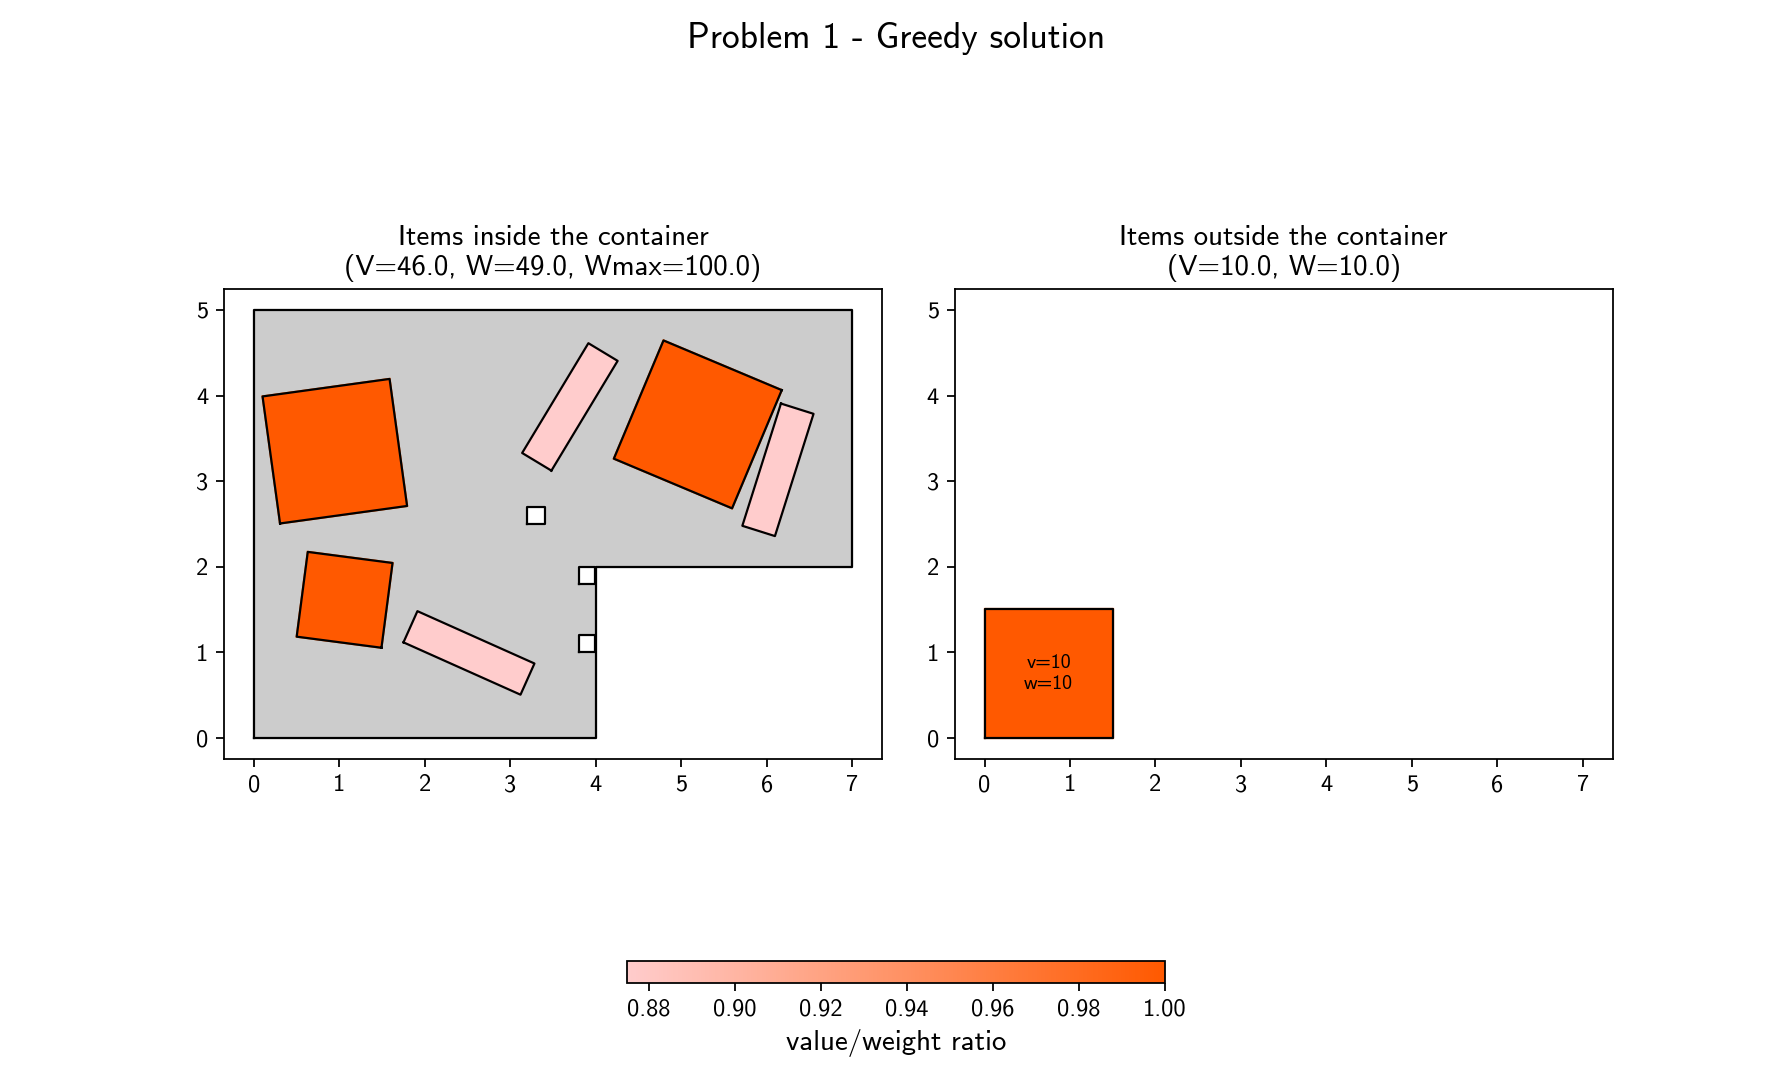 Problem 1 - Greedy solution
Items inside the container
(V=46.0, W=49.0, Wmax=100.0)
5
4
3
2
1
0
0 1 2 3 4 5 6 7
Items outside the container
(V=10.0, W=10.0)
5
4
3
2
1
0
v=10
w=10
0 1 2 3 4 5 6 7
0.88 0.90 0.92 0.94 0.96 0.98 1.00
value/weight ratio